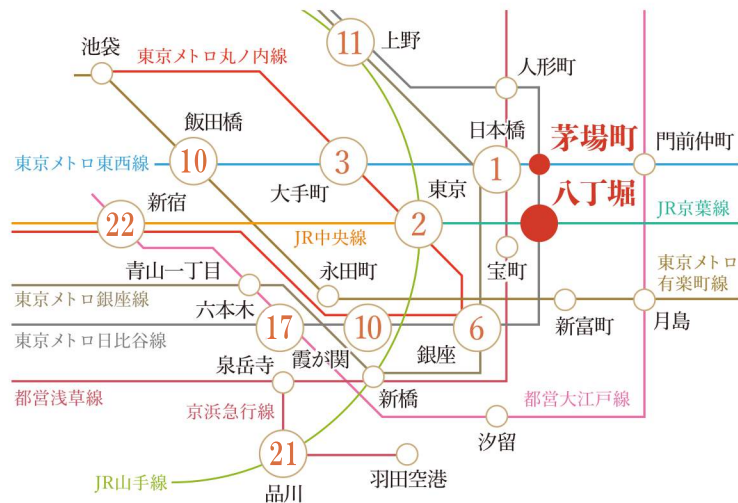 11
上野
池袋
東京メトロ丸ノ内線
人形町
飯田橋
日本橋
茅場町
門前仲町
東京メトロ東西線
10
3
1
大手町
東京
八丁堀
新宿
22
2
JR京葉線
JR中央線
宝町
青山一丁目
永田町
東京メトロ
有楽町線
東京メトロ銀座線
六本木
17
10
6
新富町
月島
東京メトロ日比谷線
霞が関
銀座
泉岳寺
都営浅草線
新橋
都営大江戸線
京浜急行線
汐留
21
羽田空港
JR山手線
品川